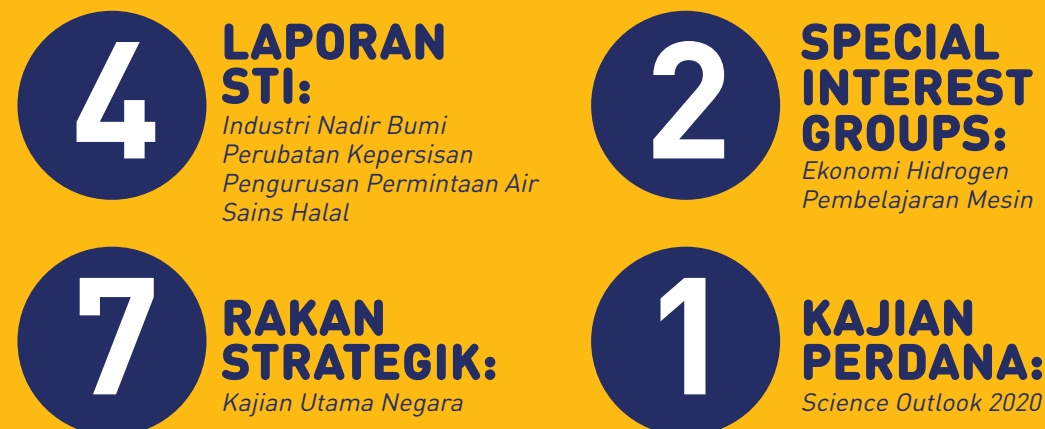 4
LAPORAN
STI:
Industri Nadir Bumi
Perubatan Kepersisan
Pengurusan Permintaan Air
Sains Halal
2
SPECIAL
INTEREST
GROUPS:
Ekonomi Hidrogen
Pembelajaran Mesin
7
RAKAN
STRATEGIK:
Kajian Utama Negara
1
KAJIAN
PERDANA:
Science Outlook 2020